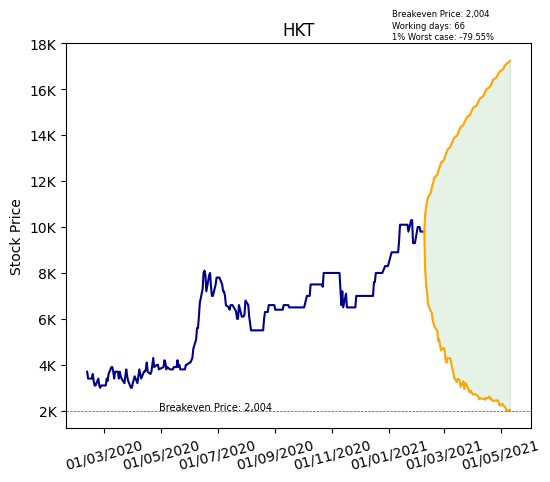 Breakeven Price: 2,004
Working days: 66
1% Worst case: -79.55%
HKT
Stock Price
18K
16K
14K
12K
10K
8K
6K
4K
2K
Breakeven Price: 2,004
01/03/2020
01/05/2020
01/07/2020
01/09/2020
01/11/2020
01/01/2021
01/03/2021
01/05/2021